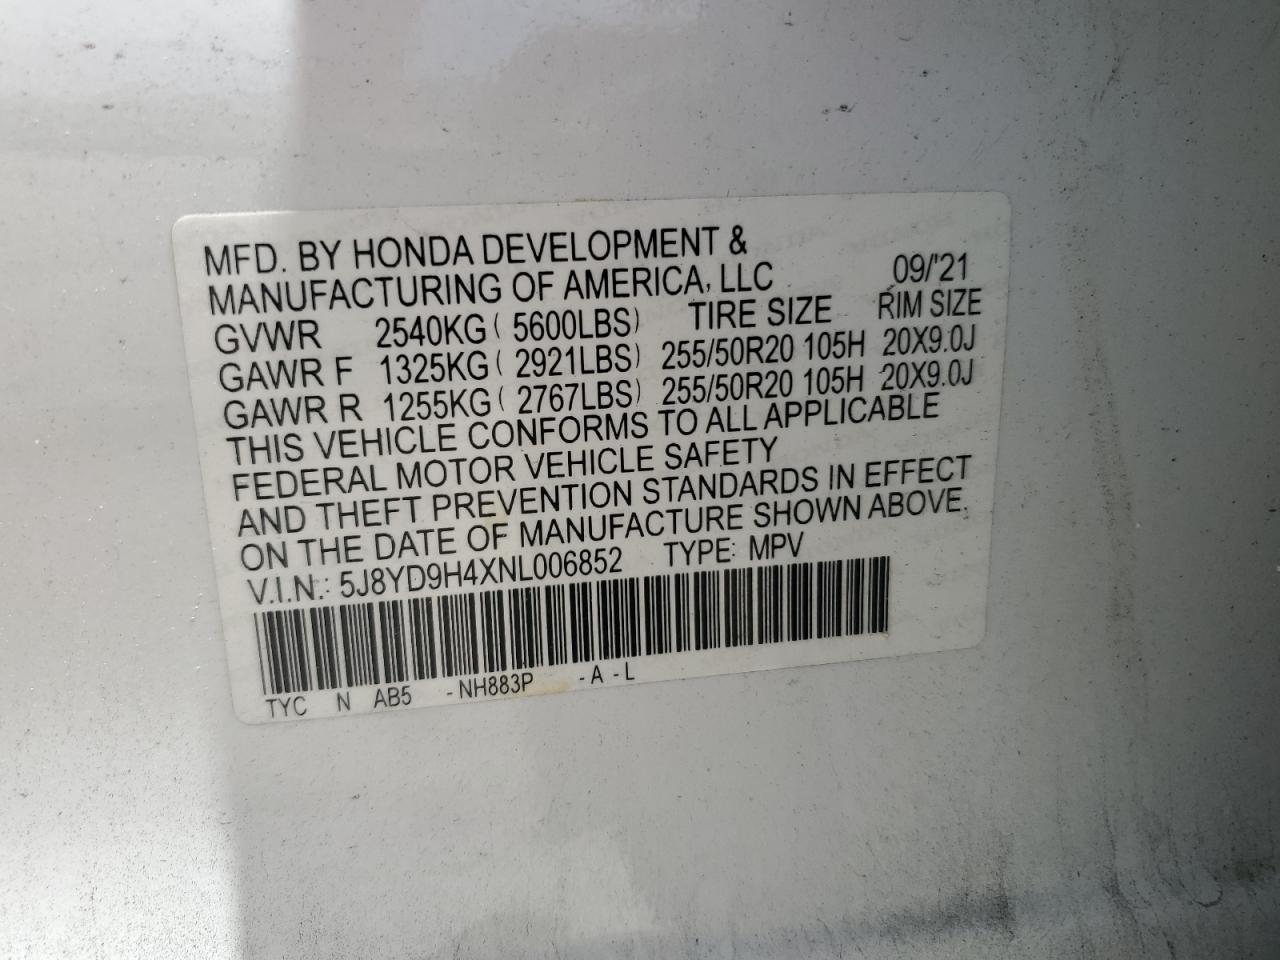 MFD. BY HONDA DEVELOPMENT &
MANUFACTURING OF AMERICA, LLC 09/'21
GVWR 2540KG ( 5600LBS) TIRE SIZE RIM SIZE
GAWR F 1325KG ( 2921LBS) 255/50R20 105H 20X9.0J
GAWR R 1255KG ( 2767LBS) 255/50R20 105H 20X9.0J
THIS VEHICLE CONFORMS TO ALL APPLICABLE
FEDERAL MOTOR VEHICLE SAFETY
AND THEFT PREVENTION STANDARDS IN EFFECT
ON THE DATE OF MANUFACTURE SHOWN ABOVE.
V.I.N.: 5J8YD9H4XNL006852 TYPE: MPV
TYC N AB5 -NH883P -A -L